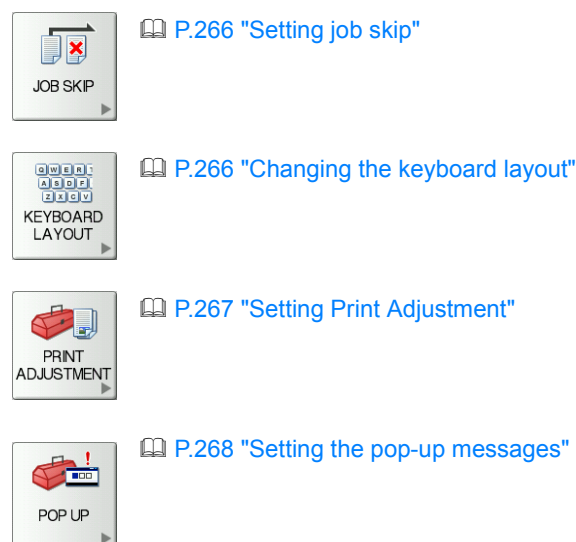 P.266 "Setting job skip"
JOB SKIP
P.266 "Changing the keyboard layout"
Q W E R T
A S D F
Z X C V
KEYBOARD
LAYOUT
P.267 "Setting Print Adjustment"
PRINT
ADJUSTMENT
P.268 "Setting the pop-up messages"
POP UP